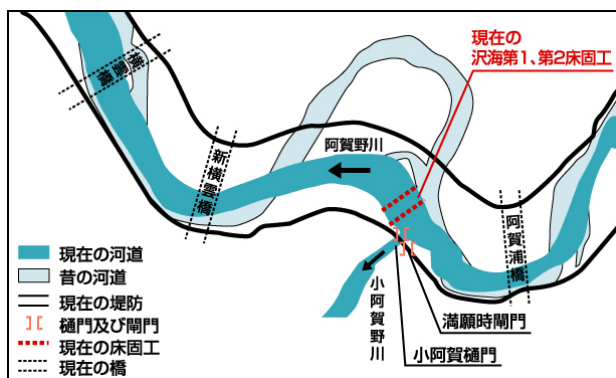 現在の
沢海第1、第2床固工
横雲橋
阿賀野川
新横雲橋
阿賀浦橋
小阿賀野川
満願時閘門
小阿賀樋門
現在の河道
昔の河道
現在の堤防
樋門及び閘門
現在の床固工
現在の橋